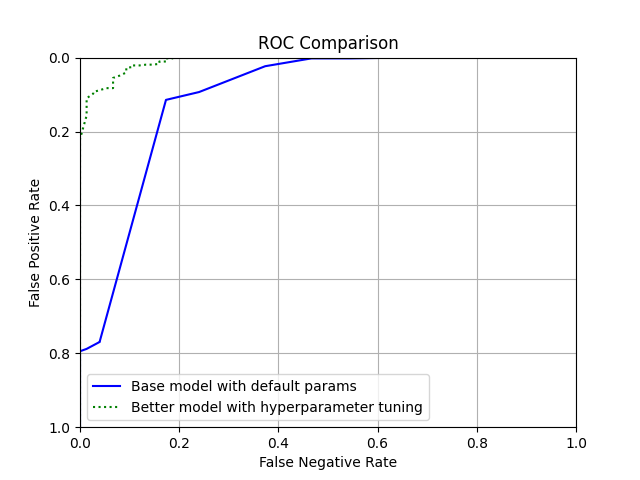 ROC Comparison
0.0
0.2
0.4
0.6
0.8
1.0
False Positive Rate
Base model with default params
Better model with hyperparameter tuning
0.0 0.2 0.4 0.6 0.8 1.0
False Negative Rate